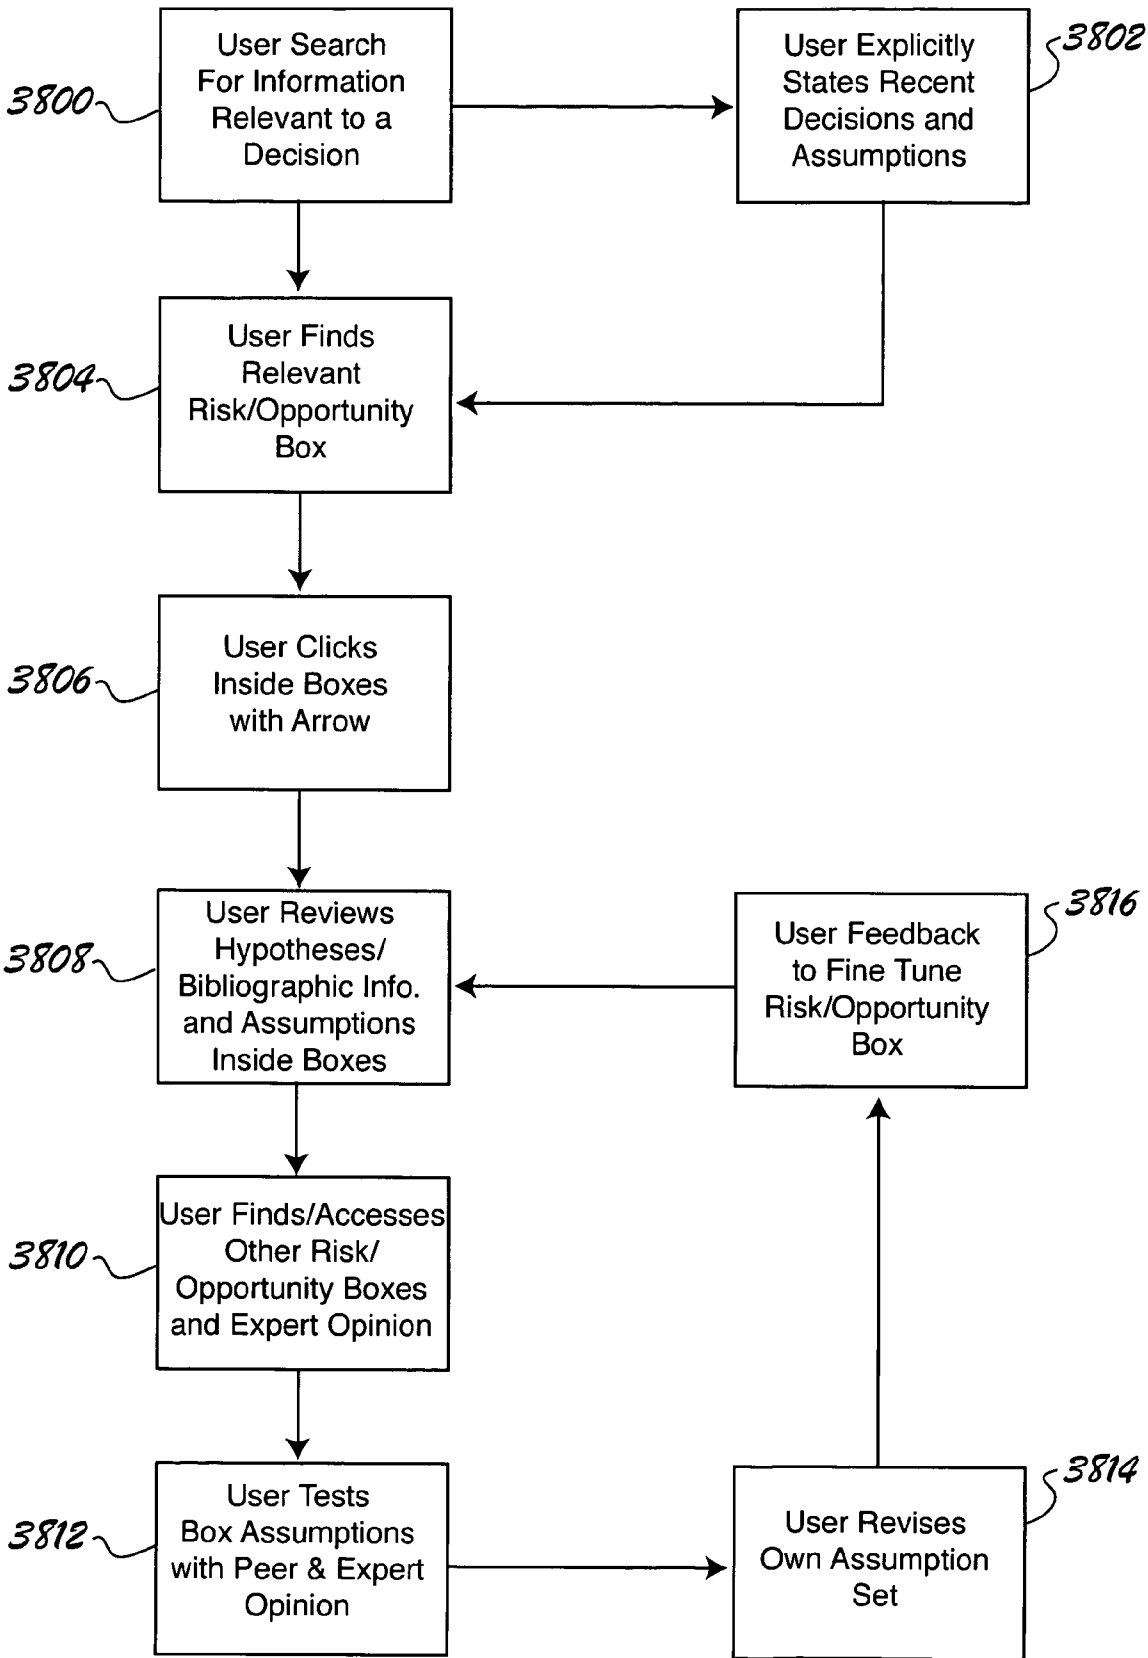 3800
User Search
For Information
Relevant to a
Decision
3802
User Explicitly
States Recent
Decisions and
Assumptions
3804
User Finds
Relevant
Risk/Opportunity
Box
3806
User Clicks
Inside Boxes
with Arrow
3808
User Reviews
Hypotheses/
Bibliographic Info.
and Assumptions
Inside Boxes
3816
User Feedback
to Fine Tune
Risk/Opportunity
Box
3810
User Finds/Accesses
Other Risk/
Opportunity Boxes
and Expert Opinion
3812
User Tests
Box Assumptions
with Peer & Expert
Opinion
3814
User Revises
Own Assumption
Set